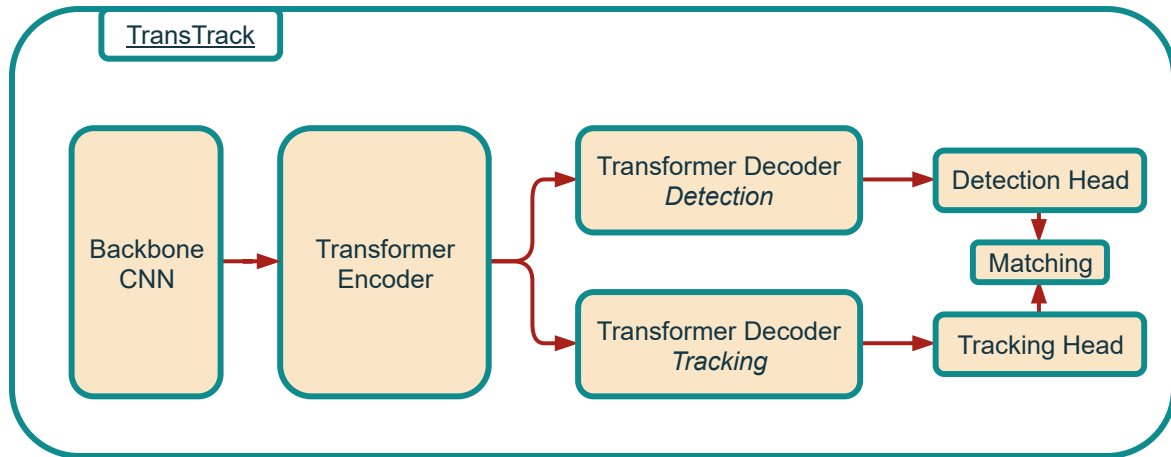 TransTrack
Backbone
CNN
Transformer
Encoder
Transformer Decoder
Detection
Detection Head
Matching
Transformer Decoder
Tracking
Tracking Head